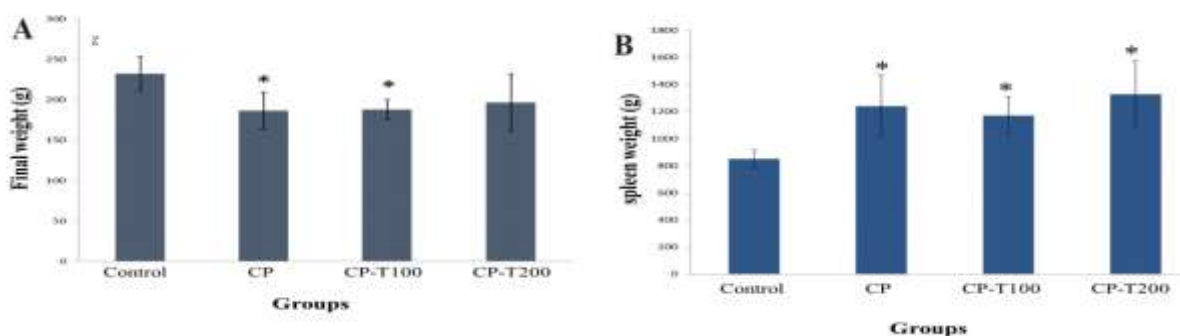 A
Final weight (g)
300
250
200
150
100
50
0
*
*
Control CP CP-T100 CP-T200
Groups
B
spleen weight (g)
1800
1600
1400
1200
1000
800
600
400
200
0
*
*
*
Control CP CP-T100 CP-T200
Groups